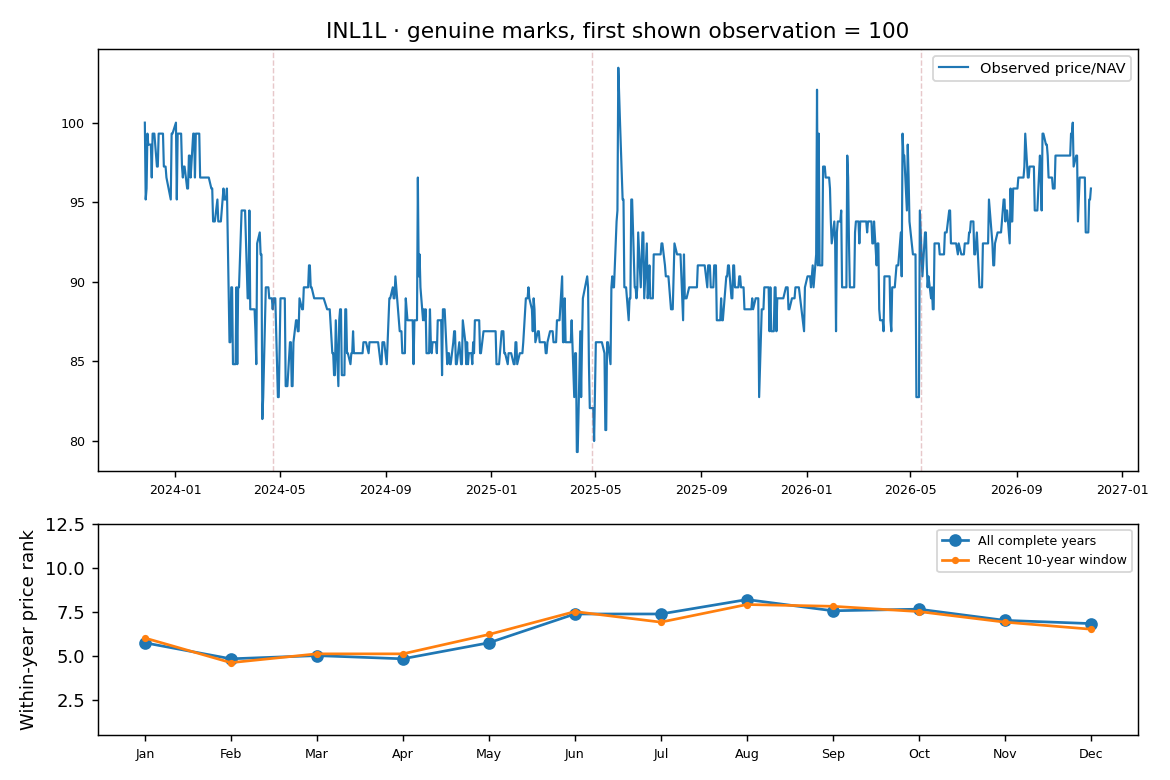 INL1L · genuine marks, first shown observation = 100
Observed price/NAV
100
95
90
85
80
2024-01 2024-05 2024-09 2025-01 2025-05 2025-09 2026-01 2026-05 2026-09 2027-01
Within-year price rank
12.5
10.0
7.5
5.0
2.5
All complete years
Recent 10-year window
Jan Feb Mar Apr May Jun Jul Aug Sep Oct Nov Dec